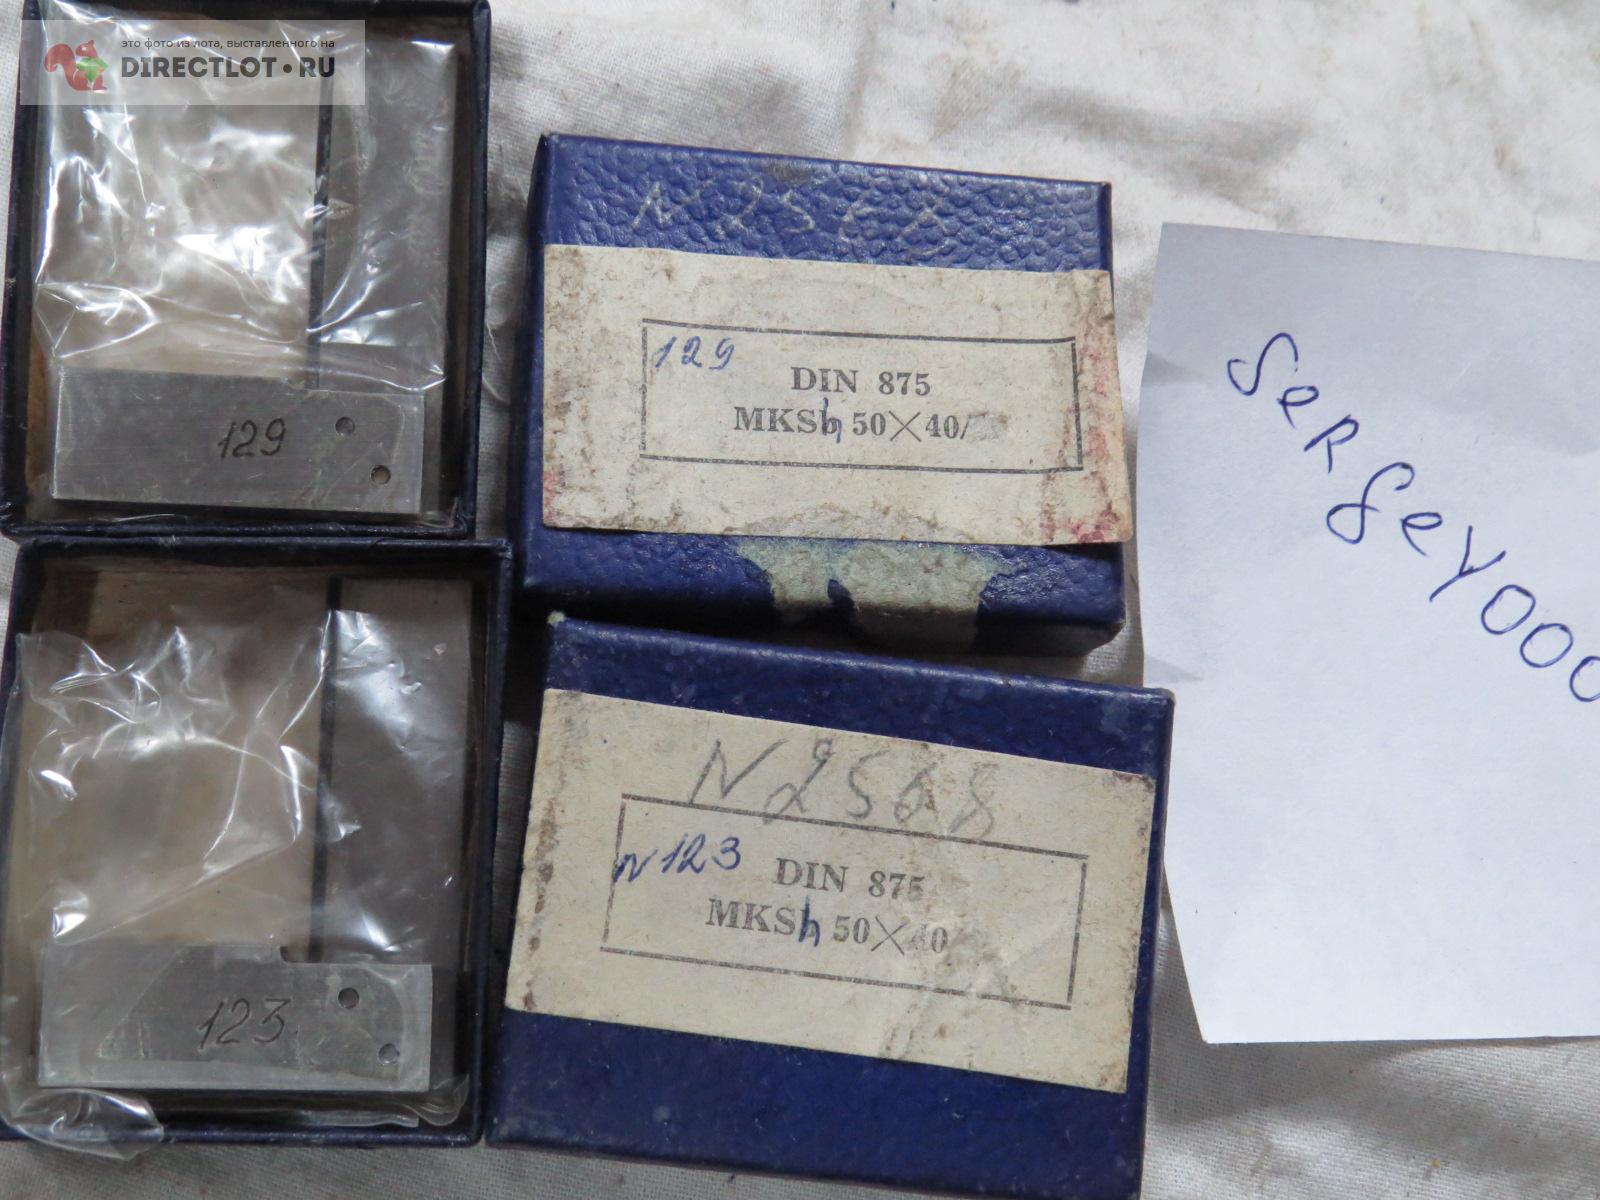 это фото из лота, выставленного на
DIRECTLOT.RU
129
129
DIN 875
MKSh 50×40/
123
N2568
N123
DIN 875
MKSh 50×40
Sergey000